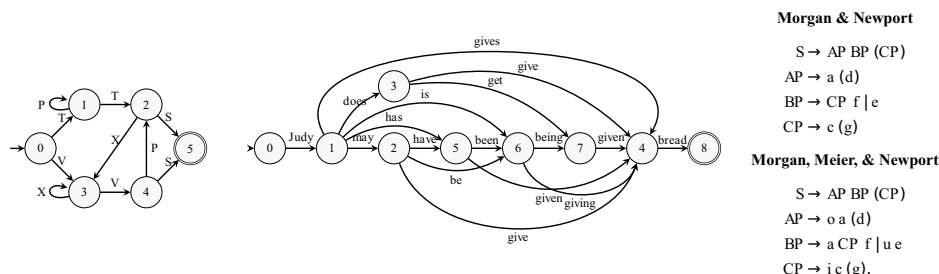 P
T
1
T
2
S
0
V
X
P
5
X
3
V
4
S
gives
give
3
get
does
is
has
0
Judy
1
may
2
have
5
been
6
being
7
given
4
bread
8
be
given
giving
give
Morgan & Newport
S → AP BP (CP)
AP → a (d)
BP → CP f | e
CP → c (g)
Morgan, Meier, & Newport
S → AP BP (CP)
AP → o a (d)
BP → a CP f | u e
CP → i c (g).